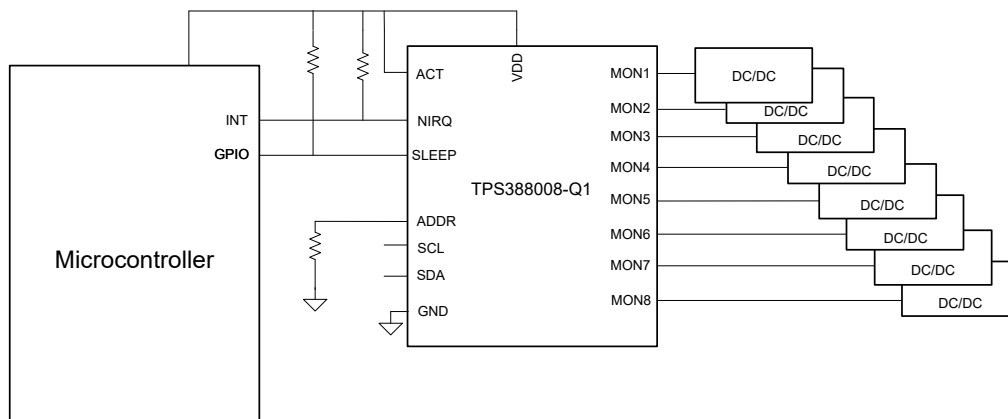 Microcontroller
INT
GPIO
ACT
NIRQ
SLEEP
ADDR
SCL
SDA
GND
VDD
TPS388008-Q1
MON1
MON2
MON3
MON4
MON5
MON6
MON7
MON8
DC/DC
DC/DC
DC/DC
DC/DC
DC/DC
DC/DC
DC/DC
DC/DC